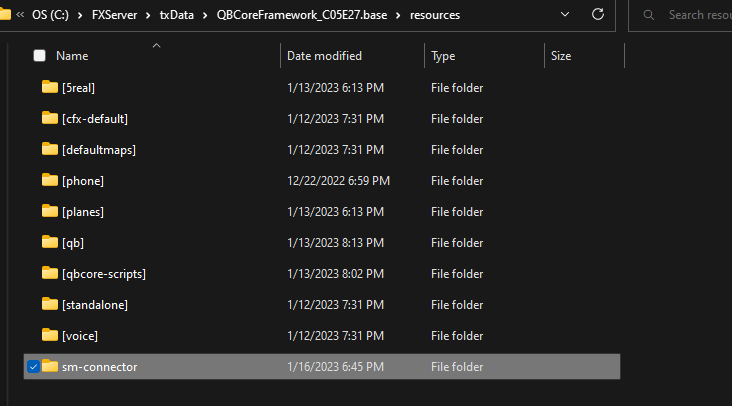 OS (C:) > FXServer > txData > QBCoreFramework_C05E27.base > resources
Search resou
Name Date modified Type Size
[5real] 1/13/2023 6:13 PM File folder
[cfx-default] 1/12/2023 7:31 PM File folder
[defaultmaps] 1/12/2023 7:31 PM File folder
[phone] 12/22/2022 6:59 PM File folder
[planes] 1/13/2023 6:13 PM File folder
[qb] 1/13/2023 8:13 PM File folder
[qbcore-scripts] 1/13/2023 8:02 PM File folder
[standalone] 1/12/2023 7:31 PM File folder
[voice] 1/12/2023 7:31 PM File folder
sm-connector 1/16/2023 6:45 PM File folder